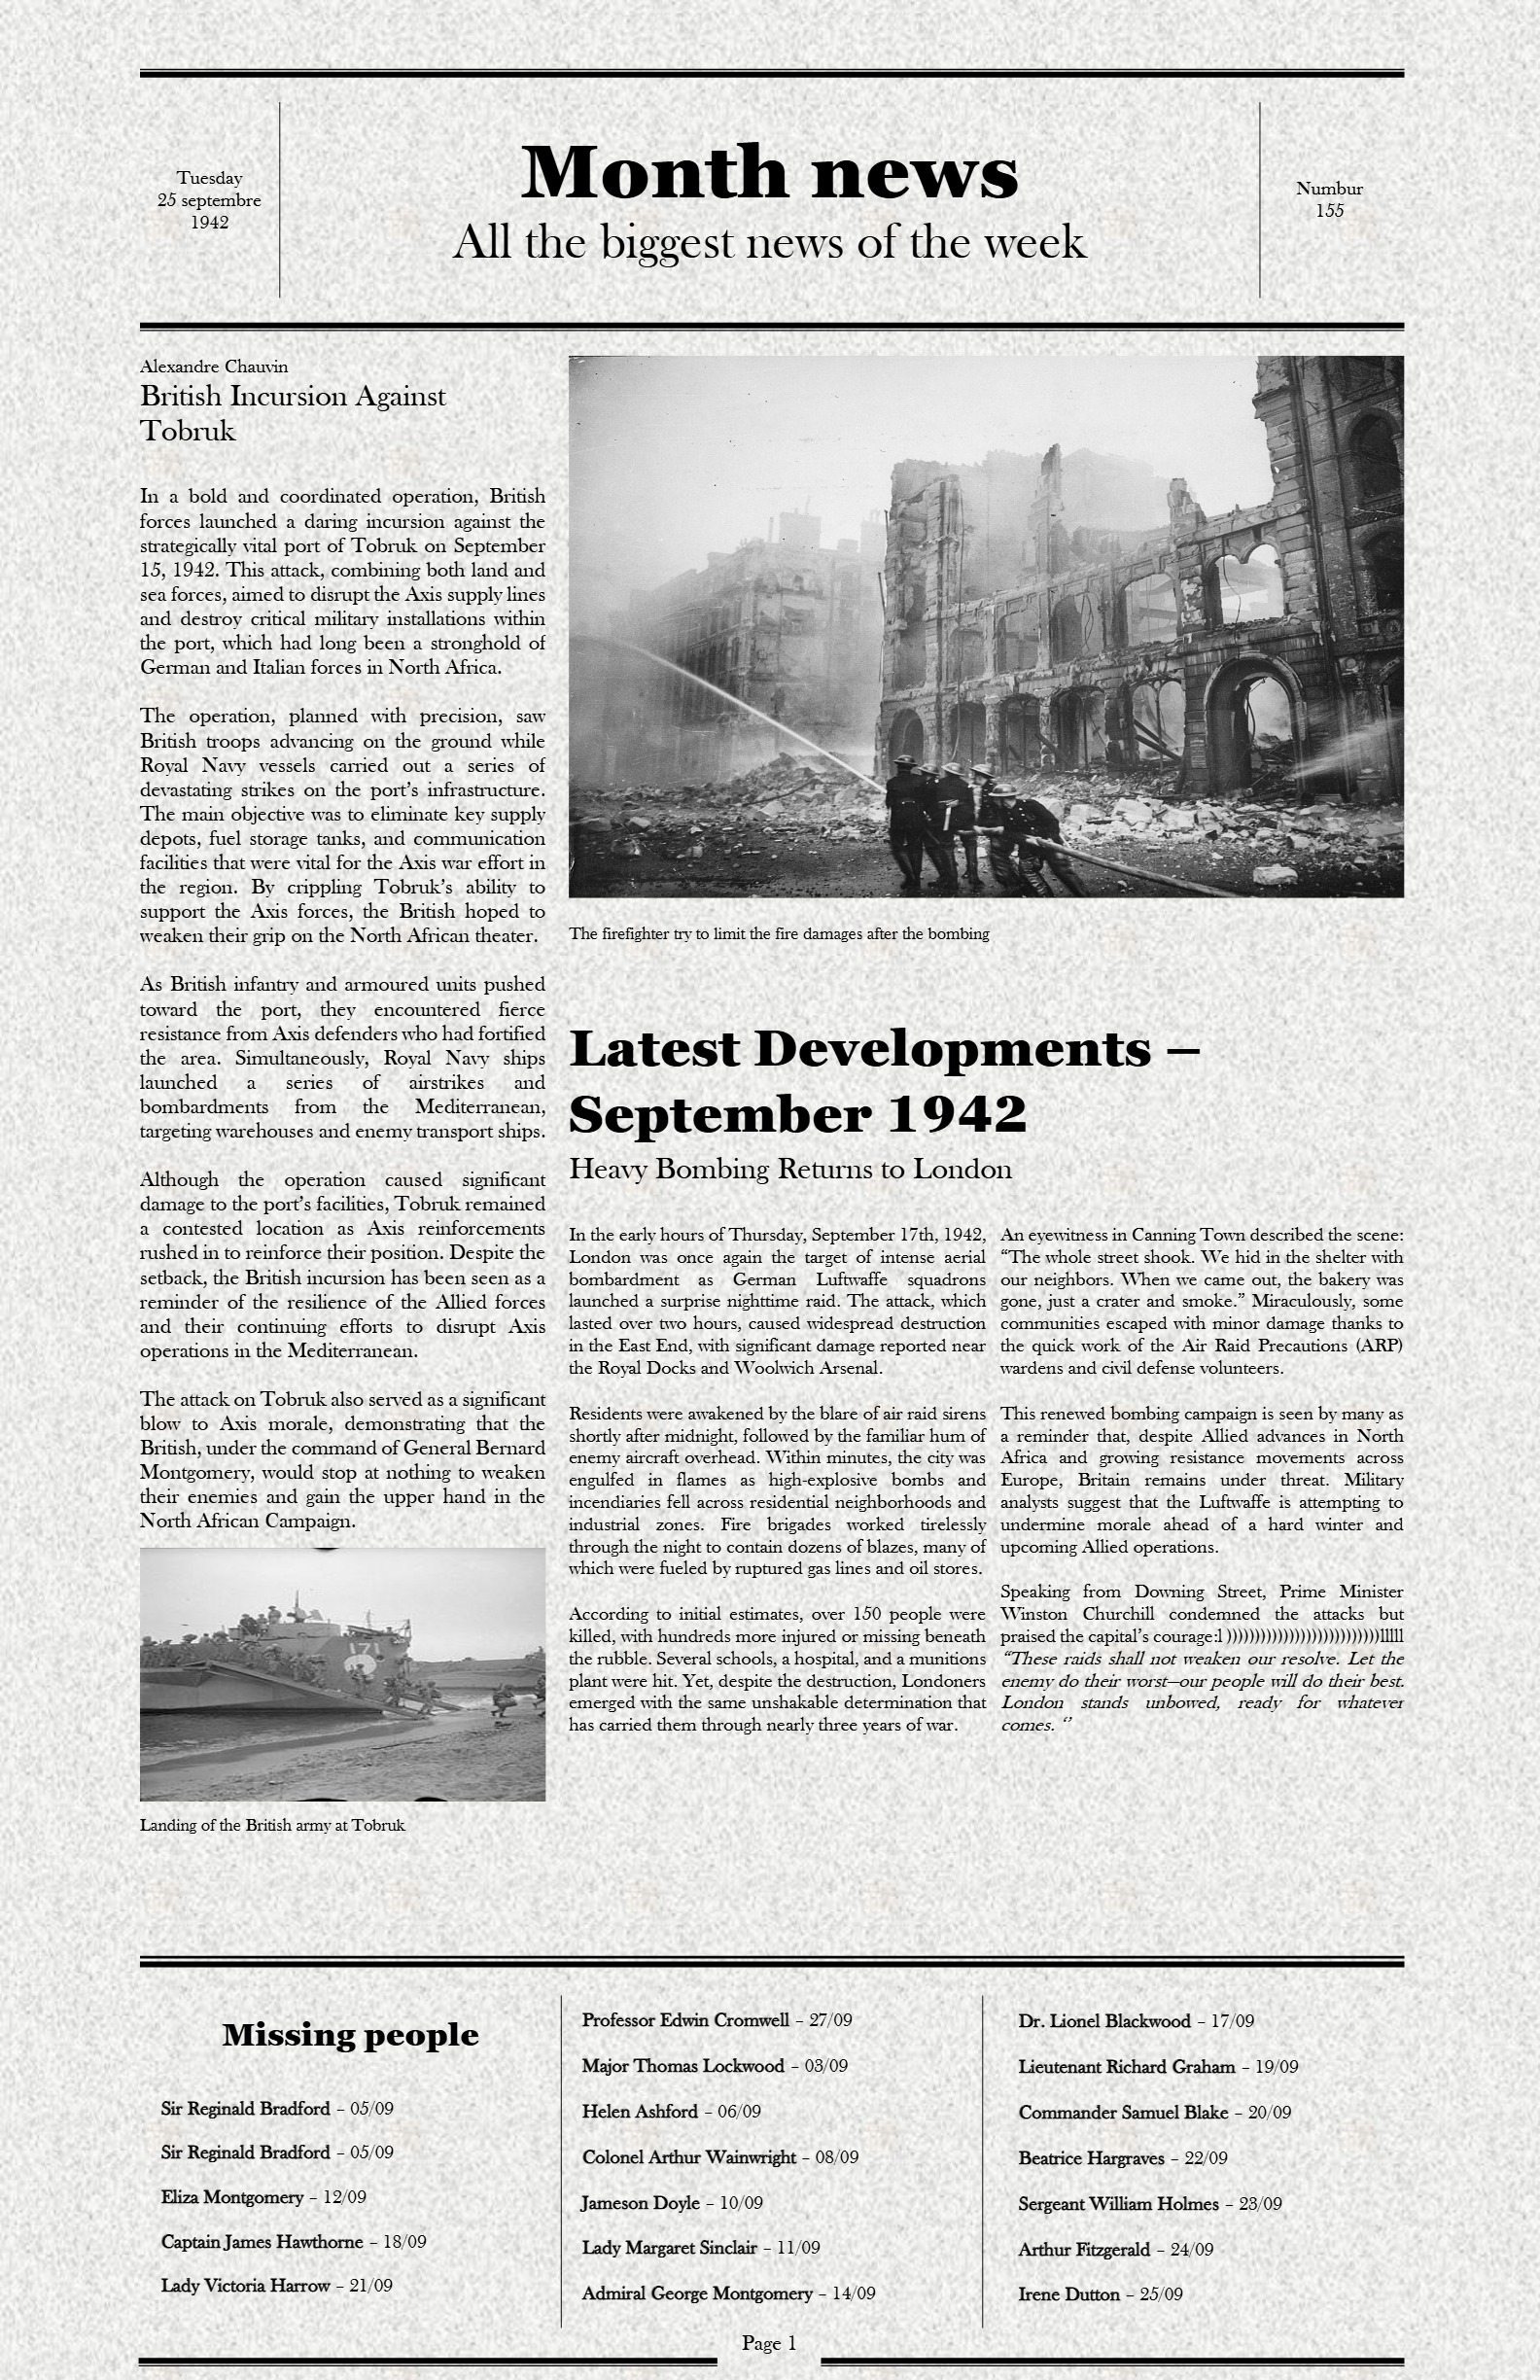 Tuesday
25 septembre
1942
Month news
All the biggest news of the week
Numbur
155
Alexandre Chauvin
British Incursion Against
Tobruk
In a bold and coordinated operation, British
forces launched a daring incursion against the
strategically vital port of Tobruk on September
15, 1942. This attack, combining both land and
sea forces, aimed to disrupt the Axis supply lines
and destroy critical military installations within
the port, which had long been a stronghold of
German and Italian forces in North Africa.
The operation, planned with precision, saw
British troops advancing on the ground while
Royal Navy vessels carried out a series of
devastating strikes on the port’s infrastructure.
The main objective was to eliminate key supply
depots, fuel storage tanks, and communication
facilities that were vital for the Axis war effort in
the region. By crippling Tobruk’s ability to
support the Axis forces, the British hoped to
weaken their grip on the North African theater.
As British infantry and armoured units pushed
toward the port, they encountered fierce
resistance from Axis defenders who had fortified
the area. Simultaneously, Royal Navy ships
launched a series of airstrikes and
bombardments from the Mediterranean,
targeting warehouses and enemy transport ships.
Although the operation caused significant
damage to the port’s facilities, Tobruk remained
a contested location as Axis reinforcements
rushed in to reinforce their position. Despite the
setback, the British incursion has been seen as a
reminder of the resilience of the Allied forces
and their continuing efforts to disrupt Axis
operations in the Mediterranean.
The attack on Tobruk also served as a significant
blow to Axis morale, demonstrating that the
British, under the command of General Bernard
Montgomery, would stop at nothing to weaken
their enemies and gain the upper hand in the
North African Campaign.
171
Landing of the British army at Tobruk
The firefighter try to limit the fire damages after the bombing
Latest Developments –
September 1942
Heavy Bombing Returns to London
In the early hours of Thursday, September 17th, 1942,
London was once again the target of intense aerial
bombardment as German Luftwaffe squadrons
launched a surprise nighttime raid. The attack, which
lasted over two hours, caused widespread destruction
in the East End, with significant damage reported near
the Royal Docks and Woolwich Arsenal.
Residents were awakened by the blare of air raid sirens
shortly after midnight, followed by the familiar hum of
enemy aircraft overhead. Within minutes, the city was
engulfed in flames as high-explosive bombs and
incendiaries fell across residential neighborhoods and
industrial zones. Fire brigades worked tirelessly
through the night to contain dozens of blazes, many of
which were fueled by ruptured gas lines and oil stores.
According to initial estimates, over 150 people were
killed, with hundreds more injured or missing beneath
the rubble. Several schools, a hospital, and a munitions
plant were hit. Yet, despite the destruction, Londoners
emerged with the same unshakable determination that
has carried them through nearly three years of war.
An eyewitness in Canning Town described the scene:
“The whole street shook. We hid in the shelter with
our neighbors. When we came out, the bakery was
gone, just a crater and smoke.” Miraculously, some
communities escaped with minor damage thanks to
the quick work of the Air Raid Precautions (ARP)
wardens and civil defense volunteers.
This renewed bombing campaign is seen by many as
a reminder that, despite Allied advances in North
Africa and growing resistance movements across
Europe, Britain remains under threat. Military
analysts suggest that the Luftwaffe is attempting to
undermine morale ahead of a hard winter and
upcoming Allied operations.
Speaking from Downing Street, Prime Minister
Winston Churchill condemned the attacks but
praised the capital’s courage:l )))))))))))))))))))))))))))lllll
“These raids shall not weaken our resolve. Let the
enemy do their worst—our people will do their best.
London stands unbowed, ready for whatever
comes. ‘’
Missing people
Sir Reginald Bradford – 05/09
Sir Reginald Bradford – 05/09
Eliza Montgomery – 12/09
Captain James Hawthorne – 18/09
Lady Victoria Harrow – 21/09
Professor Edwin Cromwell – 27/09
Major Thomas Lockwood – 03/09
Helen Ashford – 06/09
Colonel Arthur Wainwright – 08/09
Jameson Doyle – 10/09
Lady Margaret Sinclair – 11/09
Admiral George Montgomery – 14/09
Dr. Lionel Blackwood – 17/09
Lieutenant Richard Graham – 19/09
Commander Samuel Blake – 20/09
Beatrice Hargraves – 22/09
Sergeant William Holmes – 23/09
Arthur Fitzgerald – 24/09
Irene Dutton – 25/09
Page 1